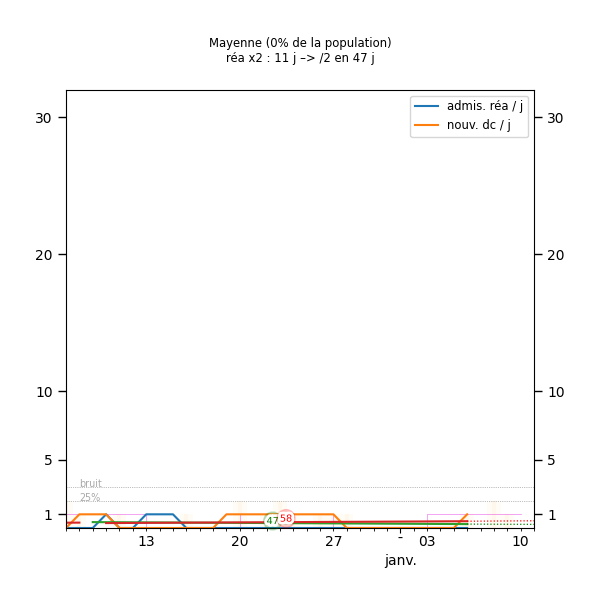 Mayenne (0% de la population)
réa x2 : 11 j –> /2 en 47 j
admis. réa / j
nouv. dc / j
30 30
20 20
10 10
5 5
bruit
25%
1 47 58 1
13 20 27 - 03 10
janv.